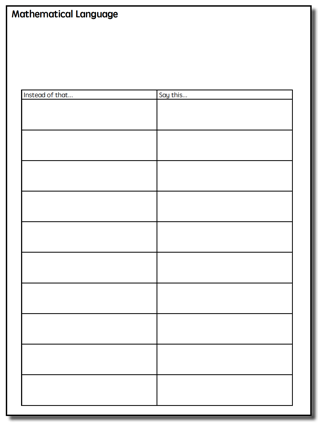 Mathematical Language
Instead of that... Say this...